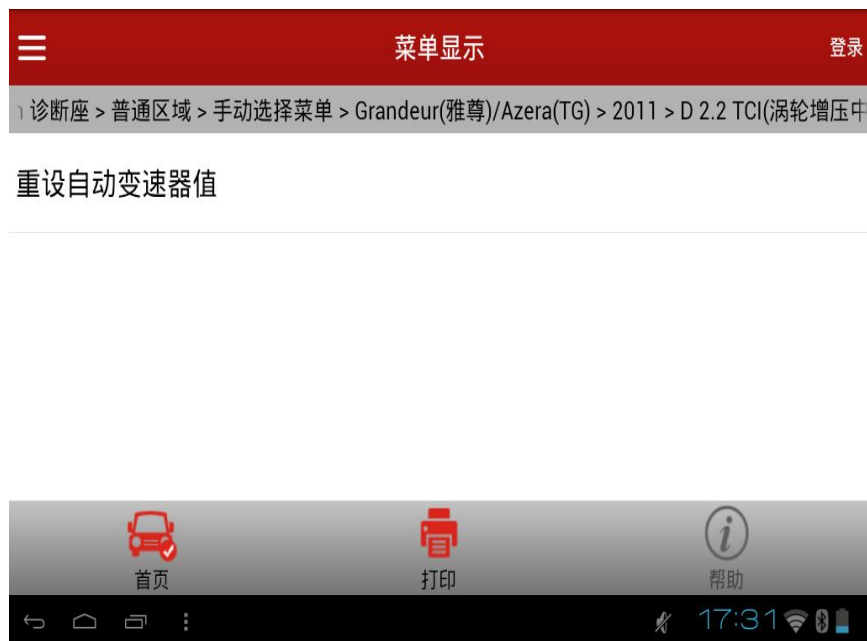 菜单显示
登录
诊断座 > 普通区域 > 手动选择菜单 > Grandeur(雅尊)/Azera(TG) > 2011 > D 2.2 TCI(涡轮增压中
重设自动变速器值
首页
打印
帮助
17:31